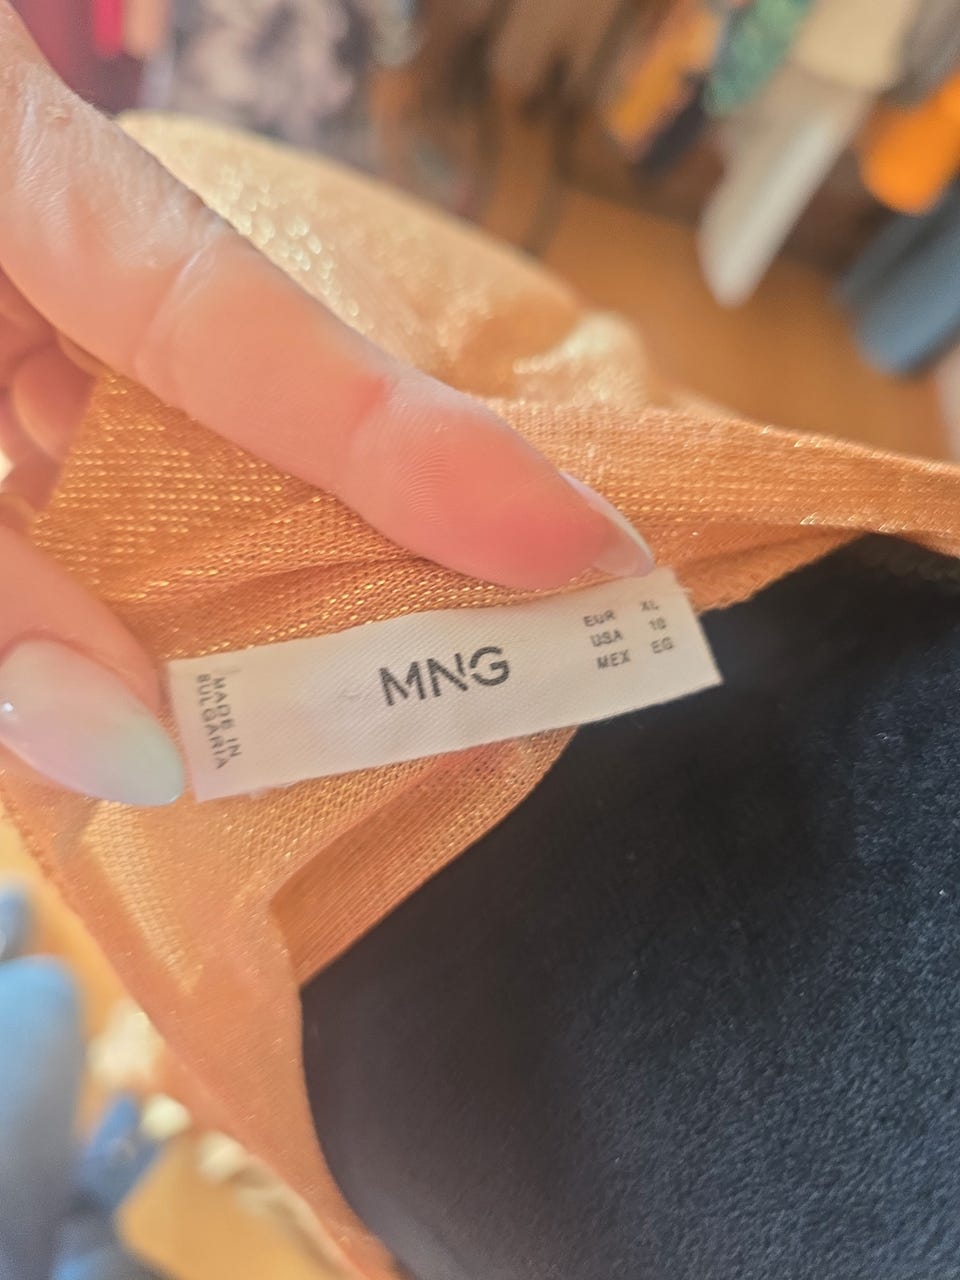 MADE IN
BULGARIA
MNG
EUR XL
USA 10
MEX EG